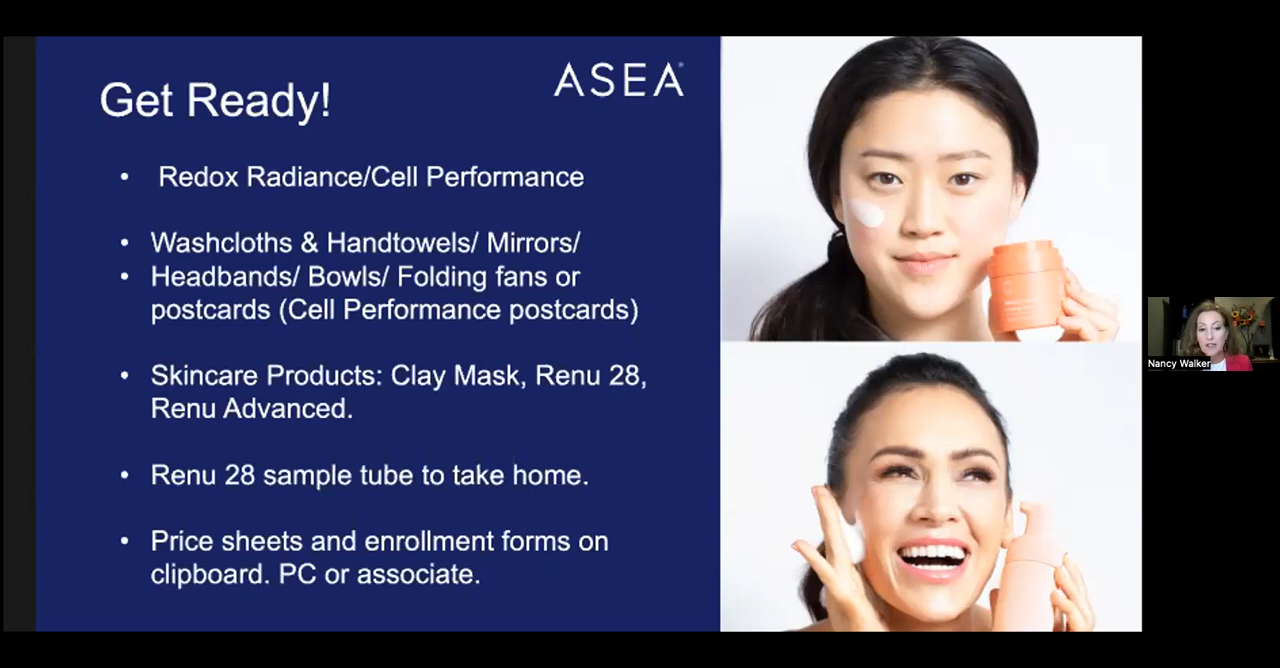 ASEA
Get Ready!
• Redox Radiance/Cell Performance
• Washcloths & Handtowels/ Mirrors/
• Headbands/ Bowls/ Folding fans or
postcards (Cell Performance postcards)
• Skincare Products: Clay Mask, Renu 28,
Renu Advanced.
• Renu 28 sample tube to take home.
• Price sheets and enrollment forms on
clipboard. PC or associate.
Nancy Walker